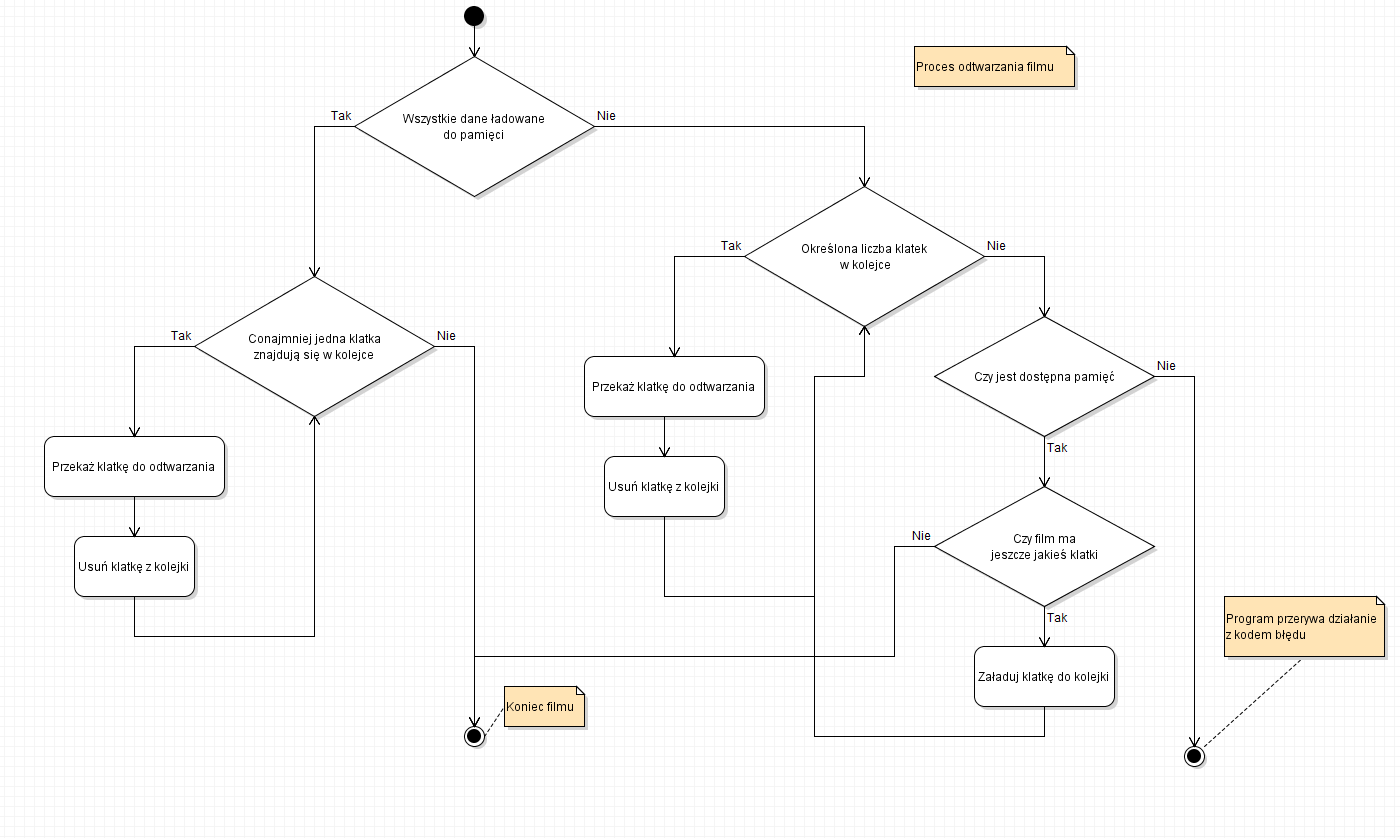 Proces odtwarzania filmu
Wszystkie dane ładowane
do pamięci
Tak
Nie
Określona liczba klatek
w kolejce
Tak
Nie
Conajmniej jedna klatka
znajdują się w kolejce
Tak
Nie
Przekaż klatkę do odtwarzania
Czy jest dostępna pamięć
Nie
Tak
Przekaż klatkę do odtwarzania
Usuń klatkę z kolejki
Czy film ma
jeszcze jakieś klatki
Nie
Tak
Usuń klatkę z kolejki
Program przerywa działanie
z kodem błędu
Załaduj klatkę do kolejki
Koniec filmu